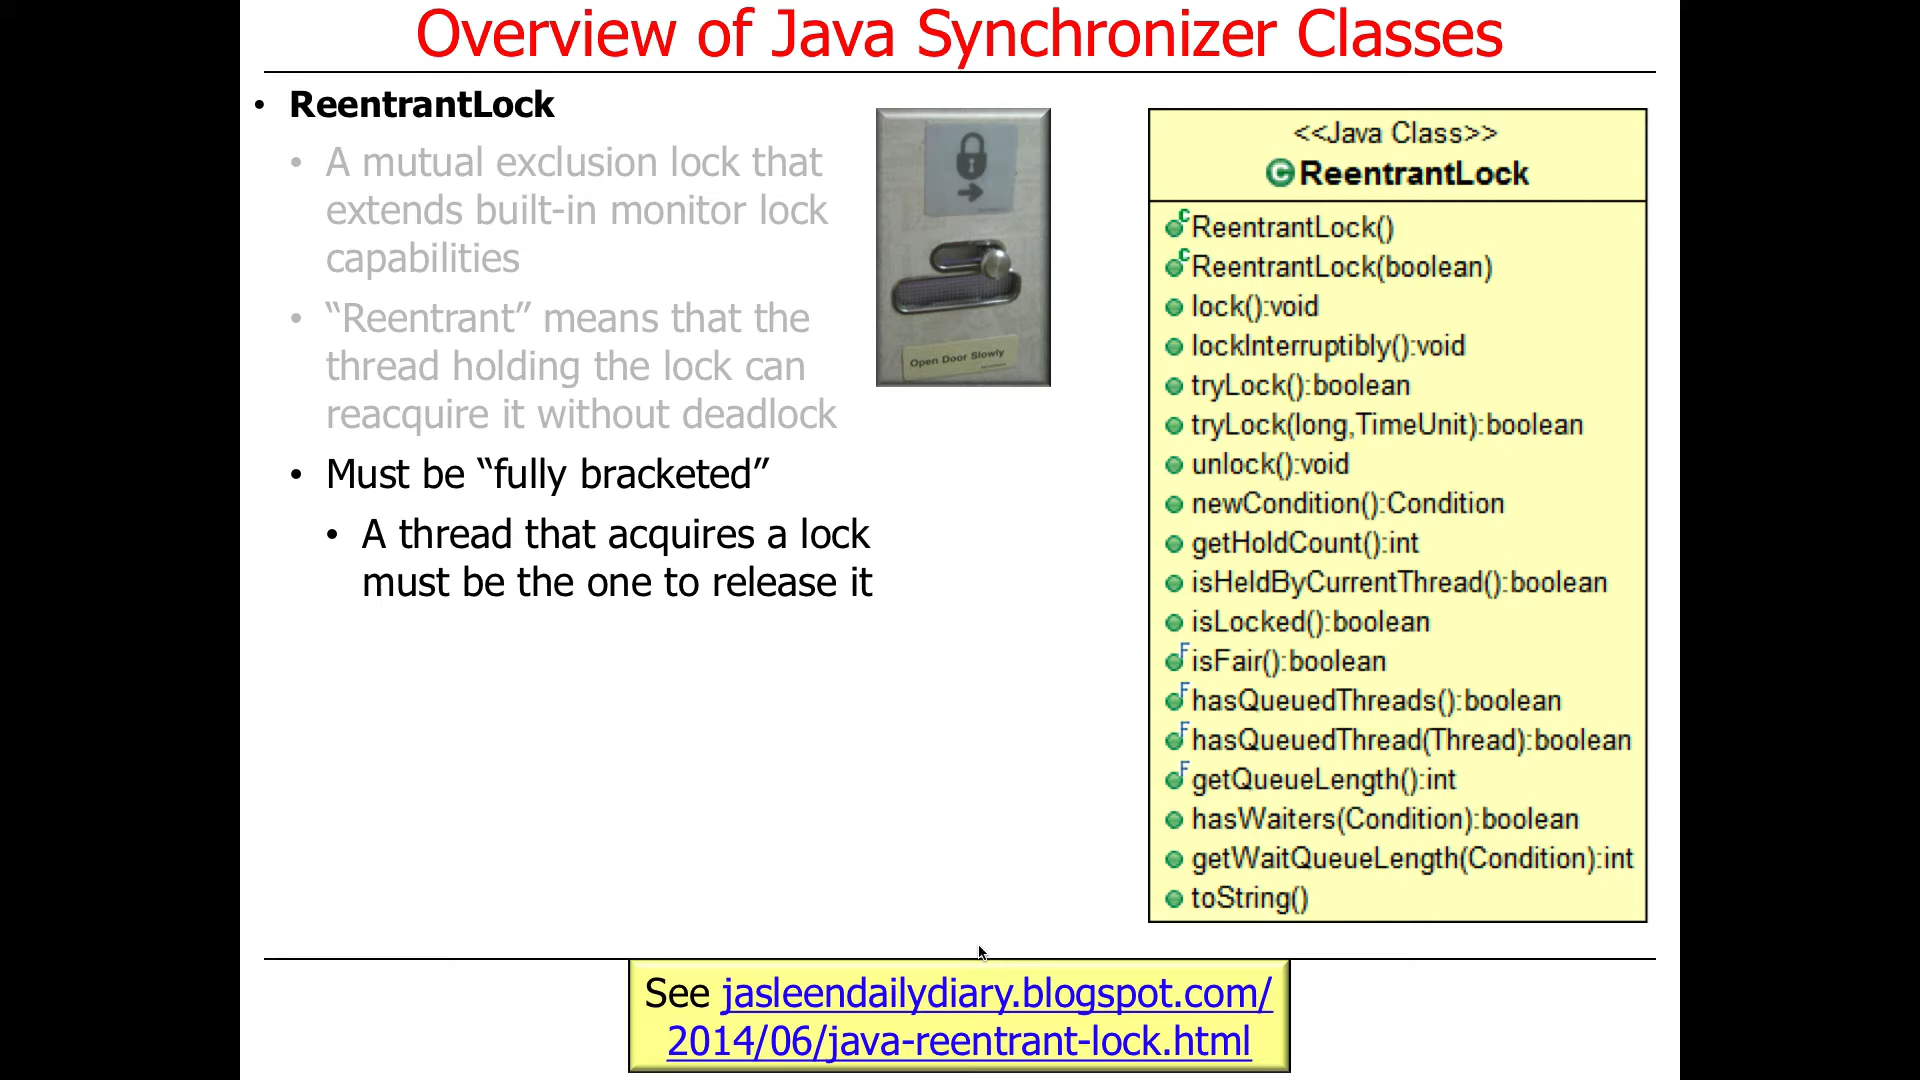 Overview of Java Synchronizer Classes
• ReentrantLock
• A mutual exclusion lock that
extends built-in monitor lock
capabilities
• “Reentrant” means that the
thread holding the lock can
reacquire it without deadlock
• Must be “fully bracketed”
• A thread that acquires a lock
must be the one to release it
Open Door Slowly
<<Java Class>>
C ReentrantLock
C ReentrantLock()
C ReentrantLock(boolean)
lock():void
lockInterruptibly():void
tryLock():boolean
tryLock(long,TimeUnit):boolean
unlock():void
newCondition():Condition
getHoldCount():int
isHeldByCurrentThread():boolean
isLocked():boolean
F isFair():boolean
F hasQueuedThreads():boolean
F hasQueuedThread(Thread):boolean
F getQueueLength():int
hasWaiters(Condition):boolean
getWaitQueueLength(Condition):int
toString()
See jasleendailydiary.blogspot.com/
2014/06/java-reentrant-lock.html